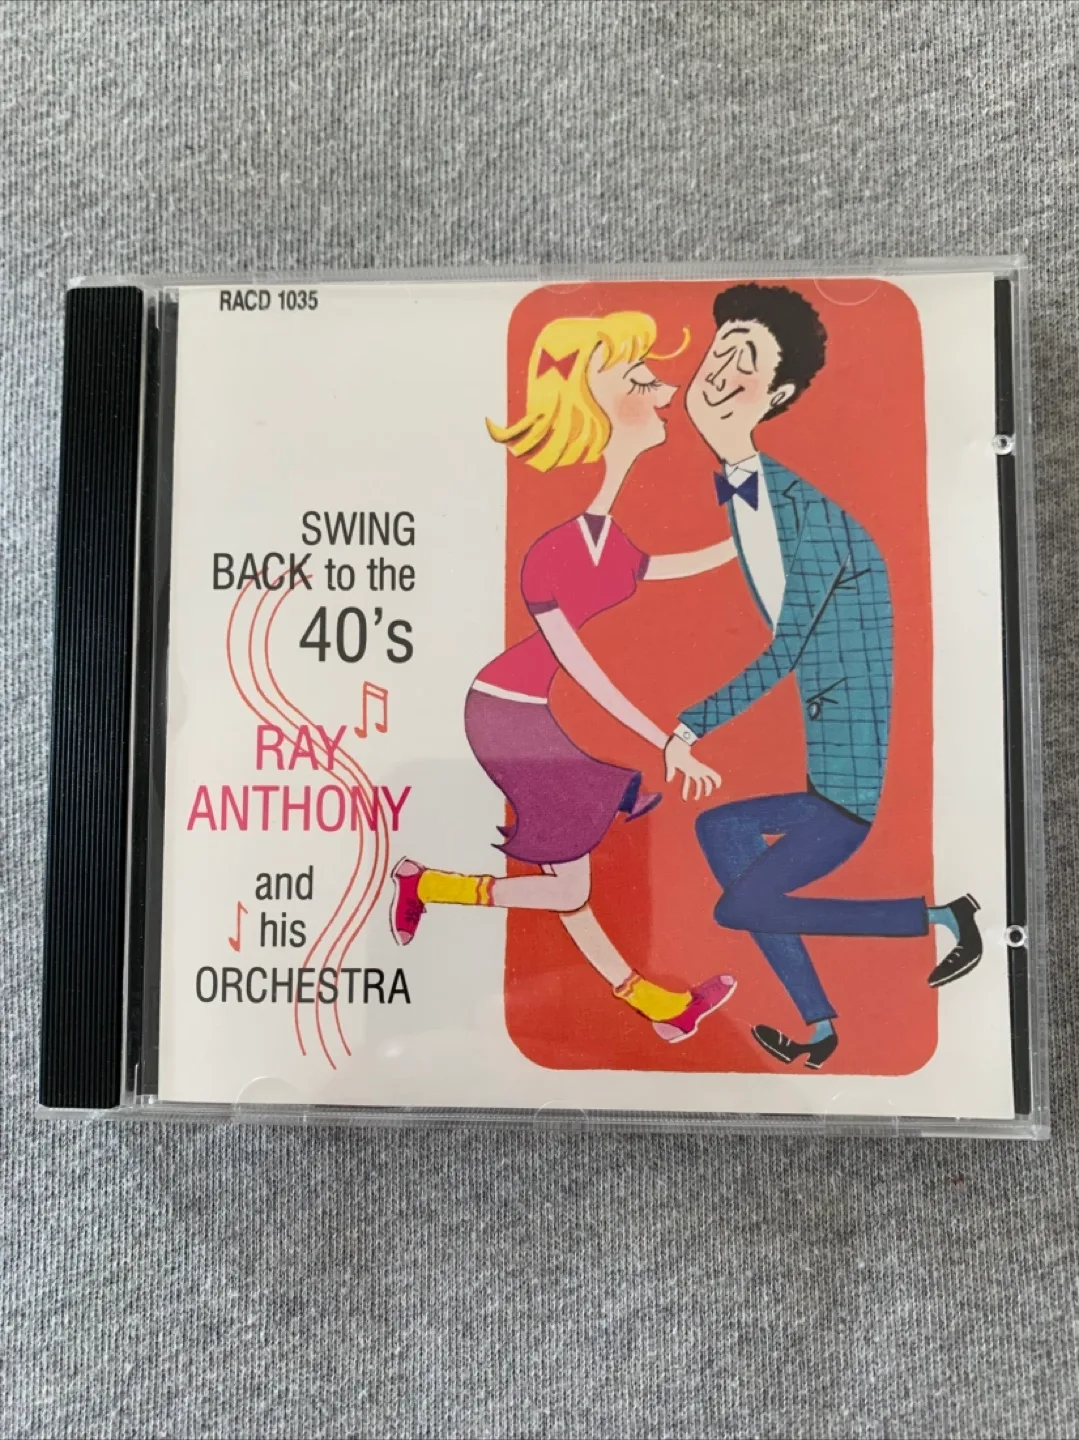 RACD 1035
SWING
BACK to the
40's
RAY
ANTHONY
and
his
ORCHESTRA